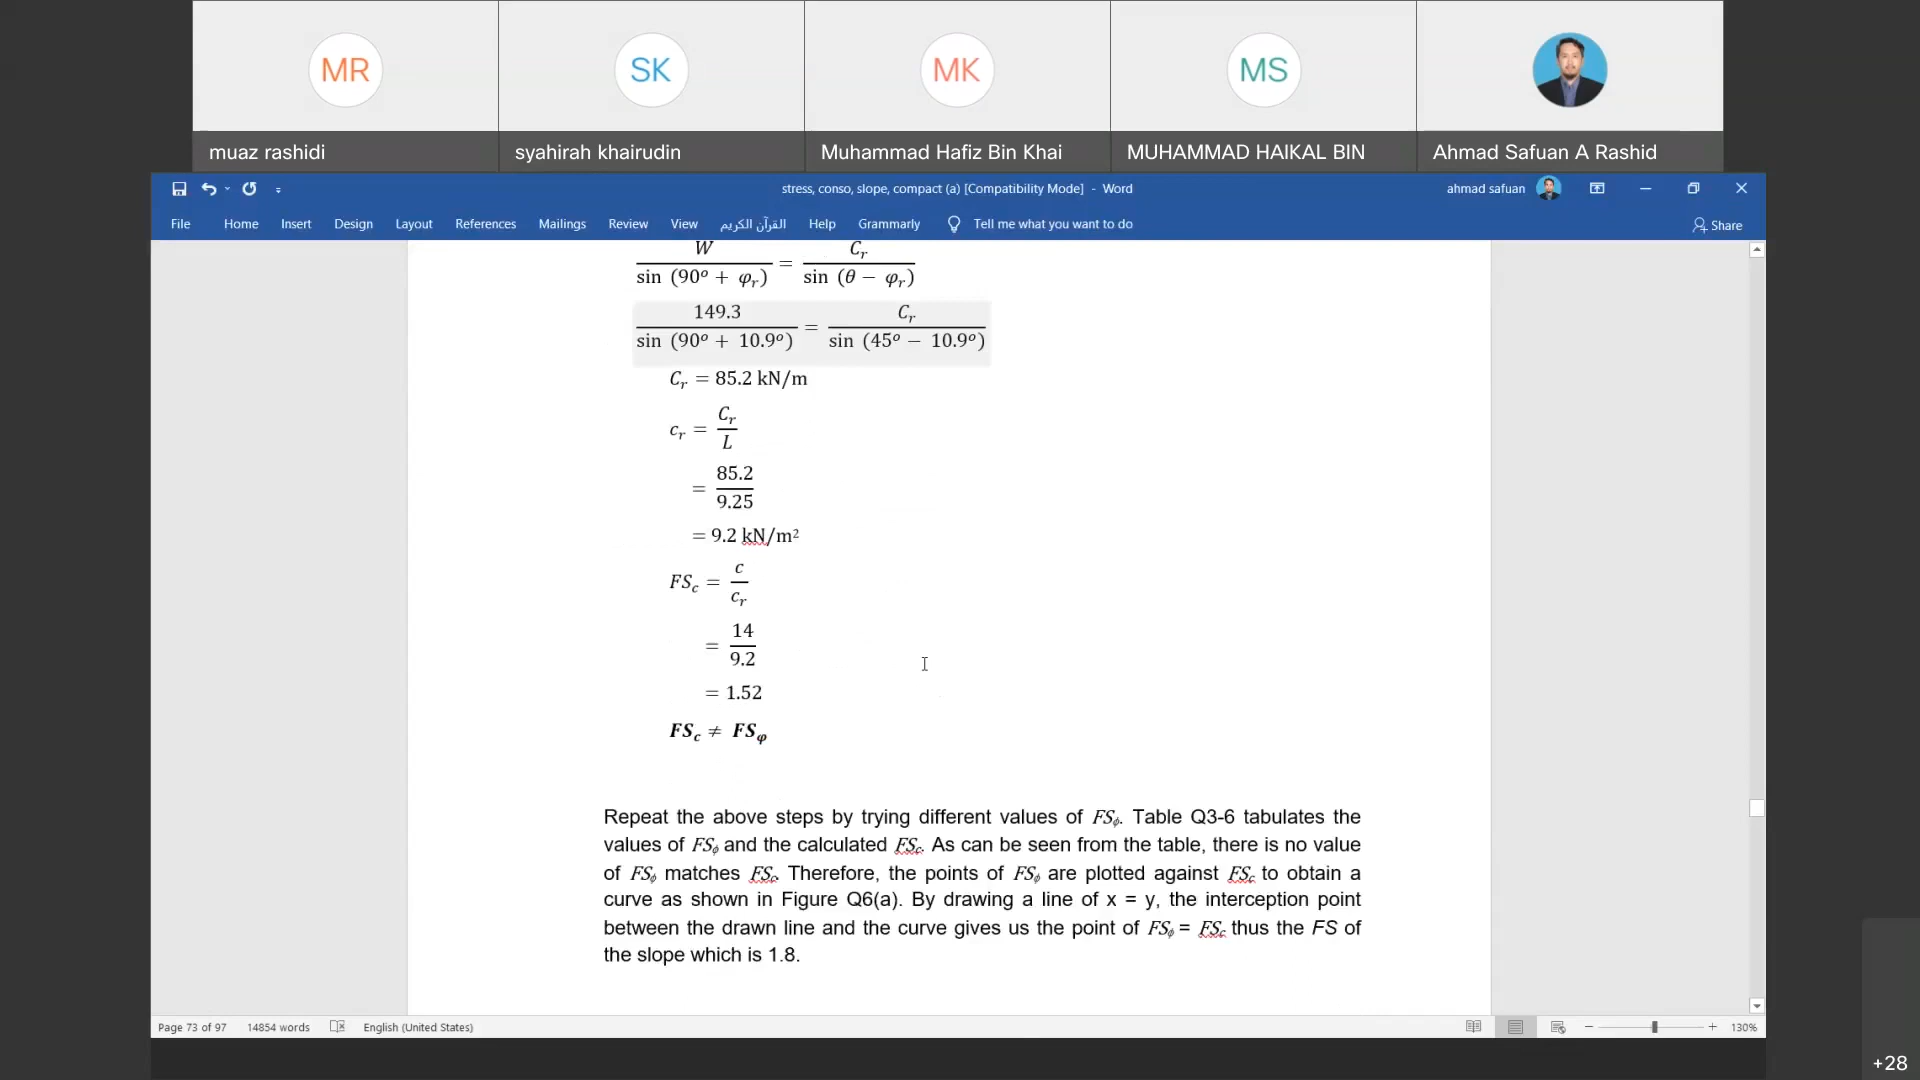 MR
SK
MK
MS
muaz rashidi
syahirah khairudin
Muhammad Hafiz Bin Khai
MUHAMMAD HAIKAL BIN
Ahmad Safuan A Rashid
stress, conso, slope, compact (a) [Compatibility Mode] - Word
ahmad safuan
File Home Insert Design Layout References Mailings Review View القرآن الكريم Help Grammarly Tell me what you want to do Share
W / sin (90° + φr) = Cr / sin (θ − φr)
149.3 / sin (90° + 10.9°) = Cr / sin (45° − 10.9°)
Cr = 85.2 kN/m
cr = Cr / L
= 85.2 / 9.25
= 9.2 kN/m²
FSc = c / cr
= 14 / 9.2
= 1.52
FSc ≠ FSφ
Repeat the above steps by trying different values of FSϕ. Table Q3-6 tabulates the
values of FSϕ and the calculated FSc. As can be seen from the table, there is no value
of FSϕ matches FSc. Therefore, the points of FSϕ are plotted against FSc to obtain a
curve as shown in Figure Q6(a). By drawing a line of x = y, the interception point
between the drawn line and the curve gives us the point of FSϕ = FSc thus the FS of
the slope which is 1.8.
Page 73 of 97 14854 words English (United States) 130%
+28